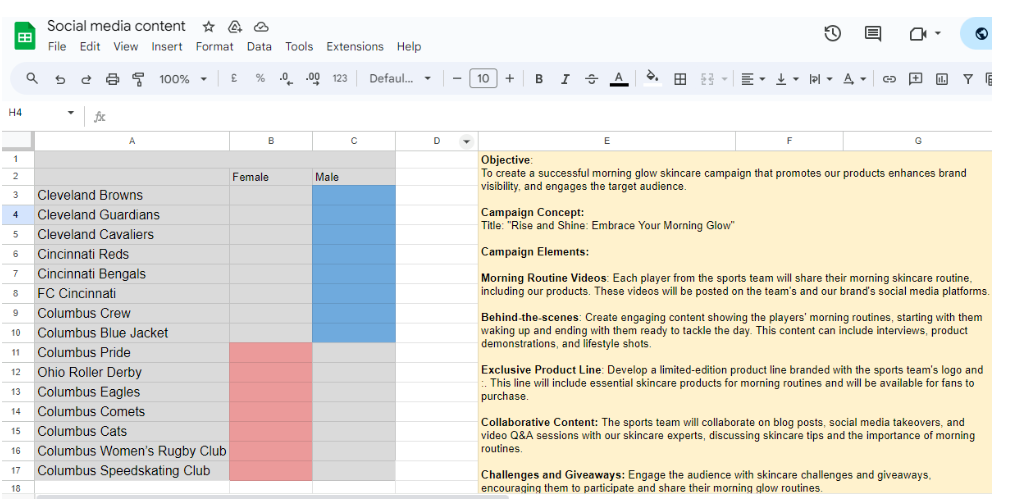 Social media content
File Edit View Insert Format Data Tools Extensions Help
100% £ % .0 .00 123 Defaul... − 10 + B I S A
H4 fx
A B C D E F G
1
2 Female Male
3 Cleveland Browns
4 Cleveland Guardians
5 Cleveland Cavaliers
6 Cincinnati Reds
7 Cincinnati Bengals
8 FC Cincinnati
9 Columbus Crew
10 Columbus Blue Jacket
11 Columbus Pride
12 Ohio Roller Derby
13 Columbus Eagles
14 Columbus Comets
15 Columbus Cats
16 Columbus Women's Rugby Club
17 Columbus Speedskating Club
18
Objective:
To create a successful morning glow skincare campaign that promotes our products enhances brand
visibility, and engages the target audience.
Campaign Concept:
Title: "Rise and Shine: Embrace Your Morning Glow"
Campaign Elements:
Morning Routine Videos: Each player from the sports team will share their morning skincare routine,
including our products. These videos will be posted on the team's and our brand's social media platforms.
Behind-the-scenes: Create engaging content showing the players' morning routines, starting with them
waking up and ending with them ready to tackle the day. This content can include interviews, product
demonstrations, and lifestyle shots.
Exclusive Product Line: Develop a limited-edition product line branded with the sports team's logo and
:. This line will include essential skincare products for morning routines and will be available for fans to
purchase.
Collaborative Content: The sports team will collaborate on blog posts, social media takeovers, and
video Q&A sessions with our skincare experts, discussing skincare tips and the importance of morning
routines.
Challenges and Giveaways: Engage the audience with skincare challenges and giveaways,
encouraging them to participate and share their morning glow routines.